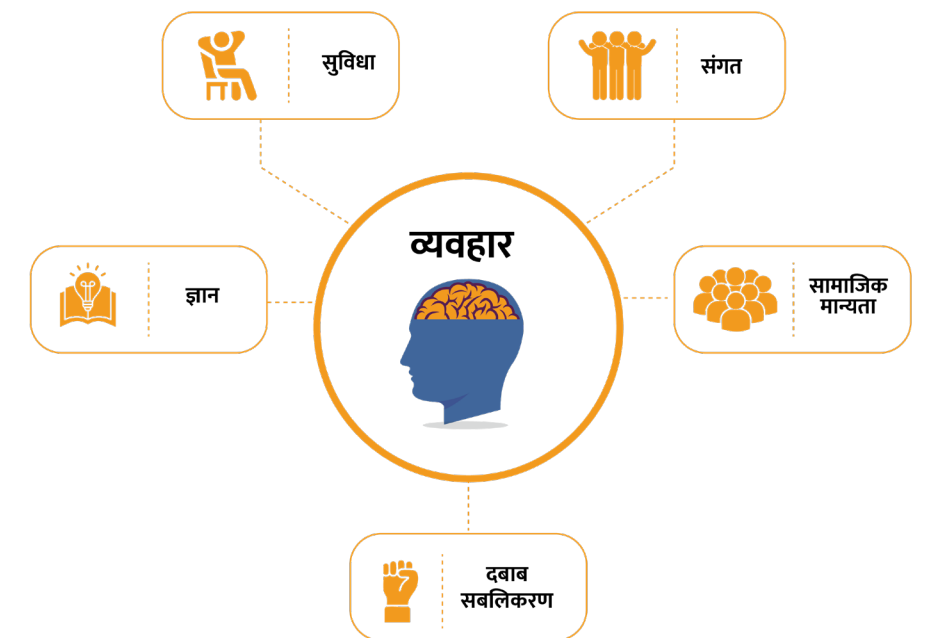 सुविधा
संगत
व्यवहार
ज्ञान
सामाजिक
मान्यता
दबाब
सबलिकरण